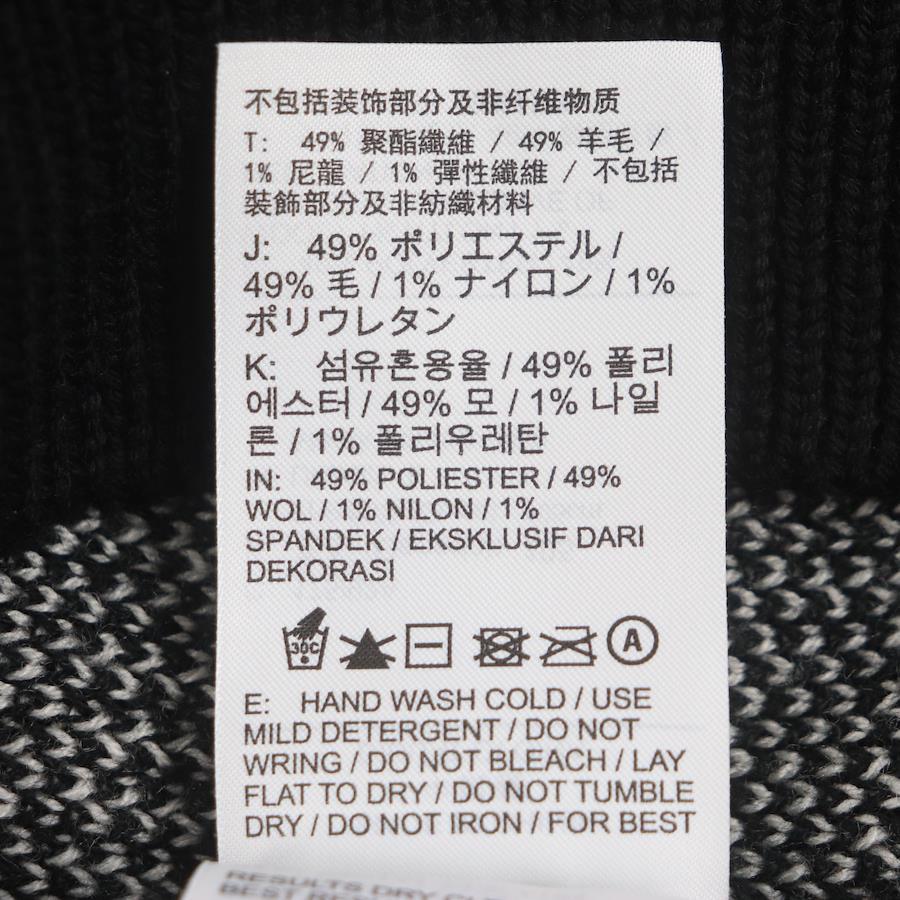 不包括装饰部分及非纤维物质
T: 49% 聚酯纖維 / 49% 羊毛 /
1% 尼龍 / 1% 彈性纖維 / 不包括
裝飾部分及非紡織材料
J: 49% ポリエステル /
49% 毛 / 1% ナイロン / 1%
ポリウレタン
K: 섬유혼용율 / 49% 폴리
에스터 / 49% 모 / 1% 나일
론 / 1% 폴리우레탄
IN: 49% POLIESTER / 49%
WOL / 1% NILON / 1%
SPANDEK / EKSKLUSIF DARI
DEKORASI
30C
A
E: HAND WASH COLD / USE
MILD DETERGENT / DO NOT
WRING / DO NOT BLEACH / LAY
FLAT TO DRY / DO NOT TUMBLE
DRY / DO NOT IRON / FOR BEST
RESULTS DRY